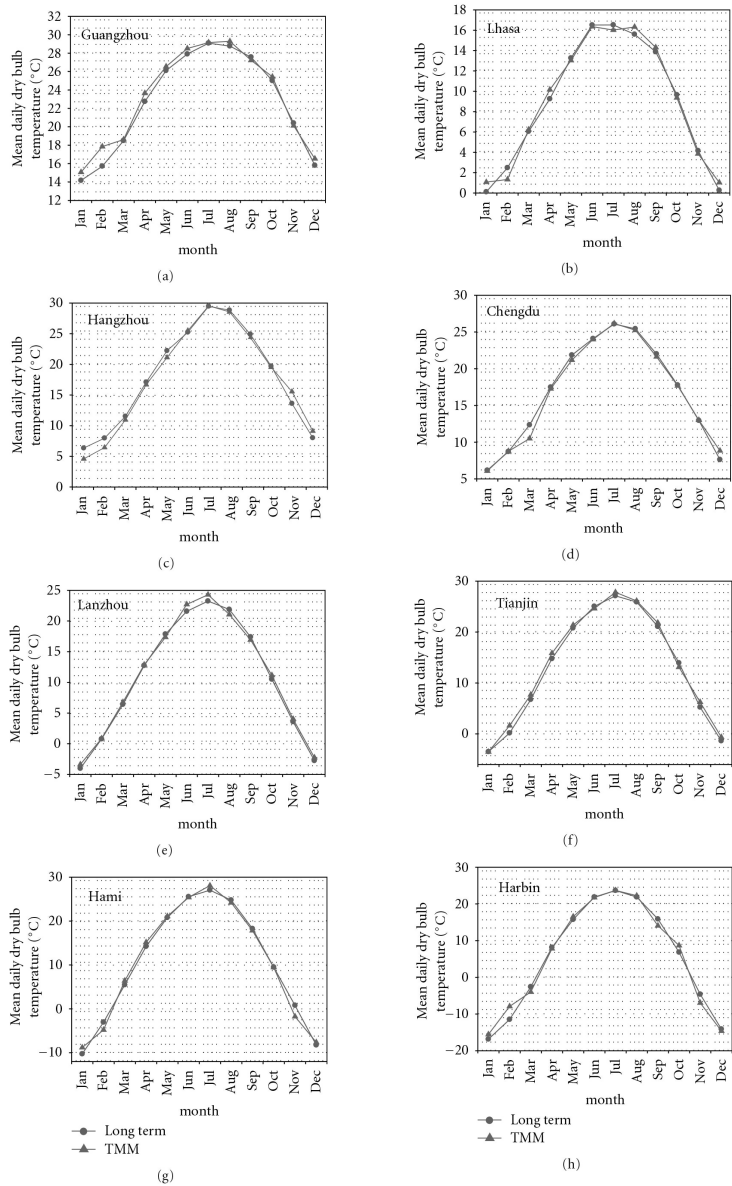 Guangzhou
Mean daily dry bulb
temperature (°C)
32
30
28
26
24
22
20
18
16
14
12
Jan Feb Mar Apr May Jun Jul Aug Sep Oct Nov Dec
month
(a)
Lhasa
Mean daily dry bulb
temperature (°C)
18
16
14
12
10
8
6
4
2
0
Jan Feb Mar Apr May Jun Jul Aug Sep Oct Nov Dec
month
(b)
Hangzhou
Mean daily dry bulb
temperature (°C)
30
25
20
15
10
5
0
Jan Feb Mar Apr May Jun Jul Aug Sep Oct Nov Dec
month
(c)
Chengdu
Mean daily dry bulb
temperature (°C)
30
25
20
15
10
5
Jan Feb Mar Apr May Jun Jul Aug Sep Oct Nov Dec
month
(d)
Lanzhou
Mean daily dry bulb
temperature (°C)
25
20
15
10
5
0
−5
Jan Feb Mar Apr May Jun Jul Aug Sep Oct Nov Dec
month
(e)
Tianjin
Mean daily dry bulb
temperature (°C)
30
20
10
0
Jan Feb Mar Apr May Jun Jul Aug Sep Oct Nov Dec
month
(f)
Hami
Mean daily dry bulb
temperature (°C)
30
20
10
0
−10
Jan Feb Mar Apr May Jun Jul Aug Sep Oct Nov Dec
month
Long term
TMM
(g)
Harbin
Mean daily dry bulb
temperature (°C)
30
20
10
0
−10
−20
Jan Feb Mar Apr May Jun Jul Aug Sep Oct Nov Dec
month
Long term
TMM
(h)